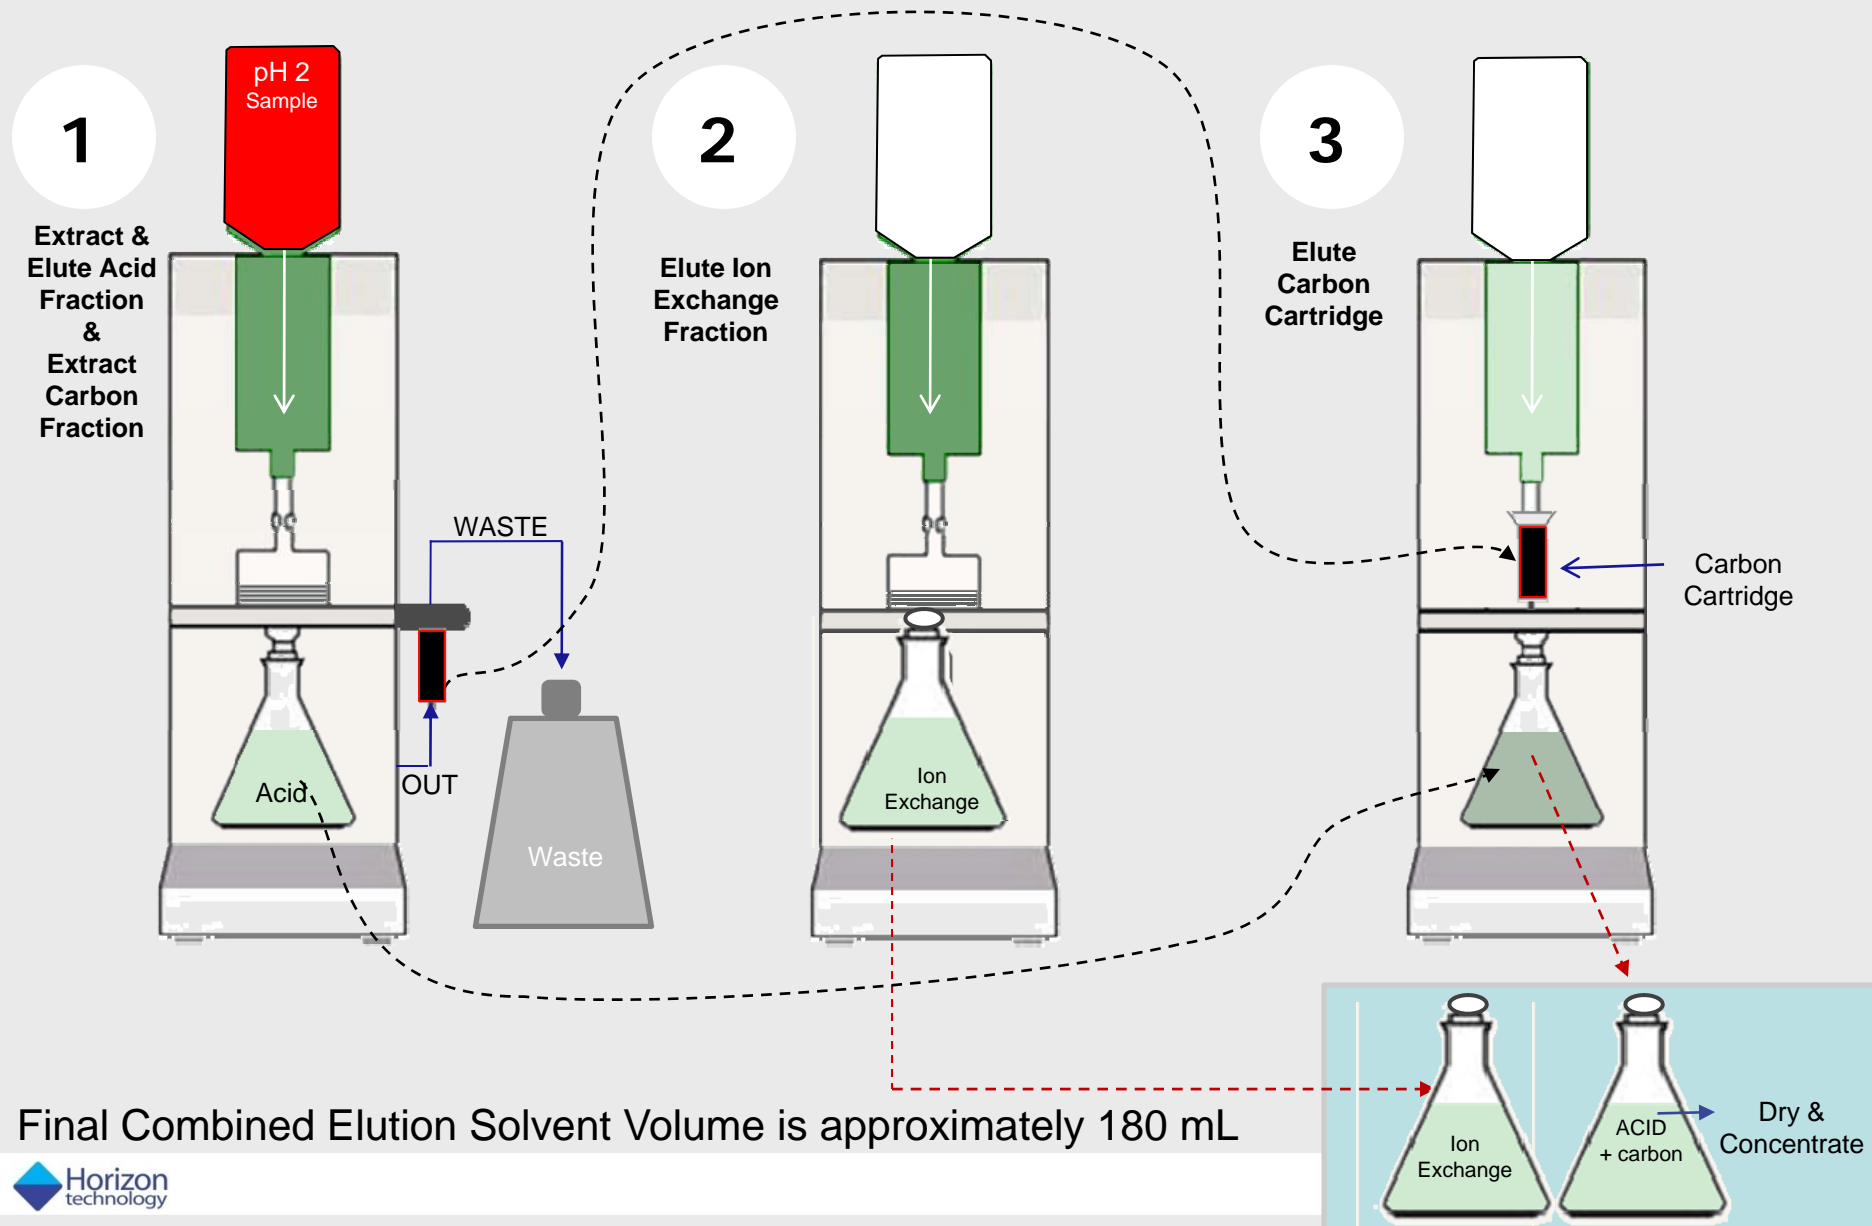 1
Extract &
Elute Acid
Fraction
&
Extract
Carbon
Fraction
pH 2
Sample
WASTE
OUT
Acid
Waste
2
Elute Ion
Exchange
Fraction
Ion
Exchange
3
Elute
Carbon
Cartridge
Carbon
Cartridge
Final Combined Elution Solvent Volume is approximately 180 mL
Ion
Exchange
ACID
+ carbon
Dry &
Concentrate
Horizon
technology